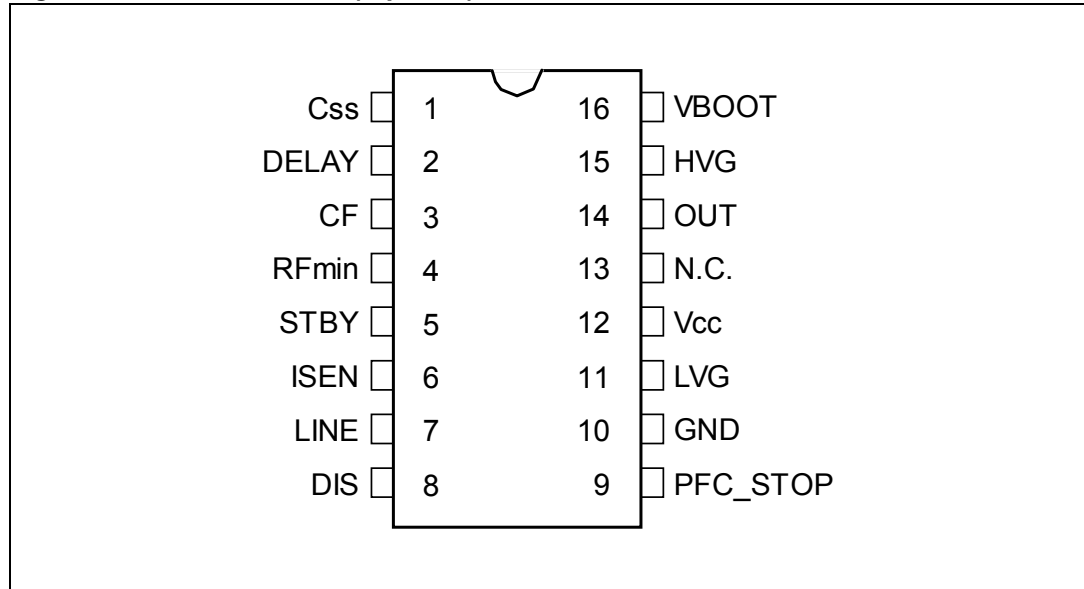 Css 1 16 VBOOT
DELAY 2 15 HVG
CF 3 14 OUT
RFmin 4 13 N.C.
STBY 5 12 Vcc
ISEN 6 11 LVG
LINE 7 10 GND
DIS 8 9 PFC_STOP